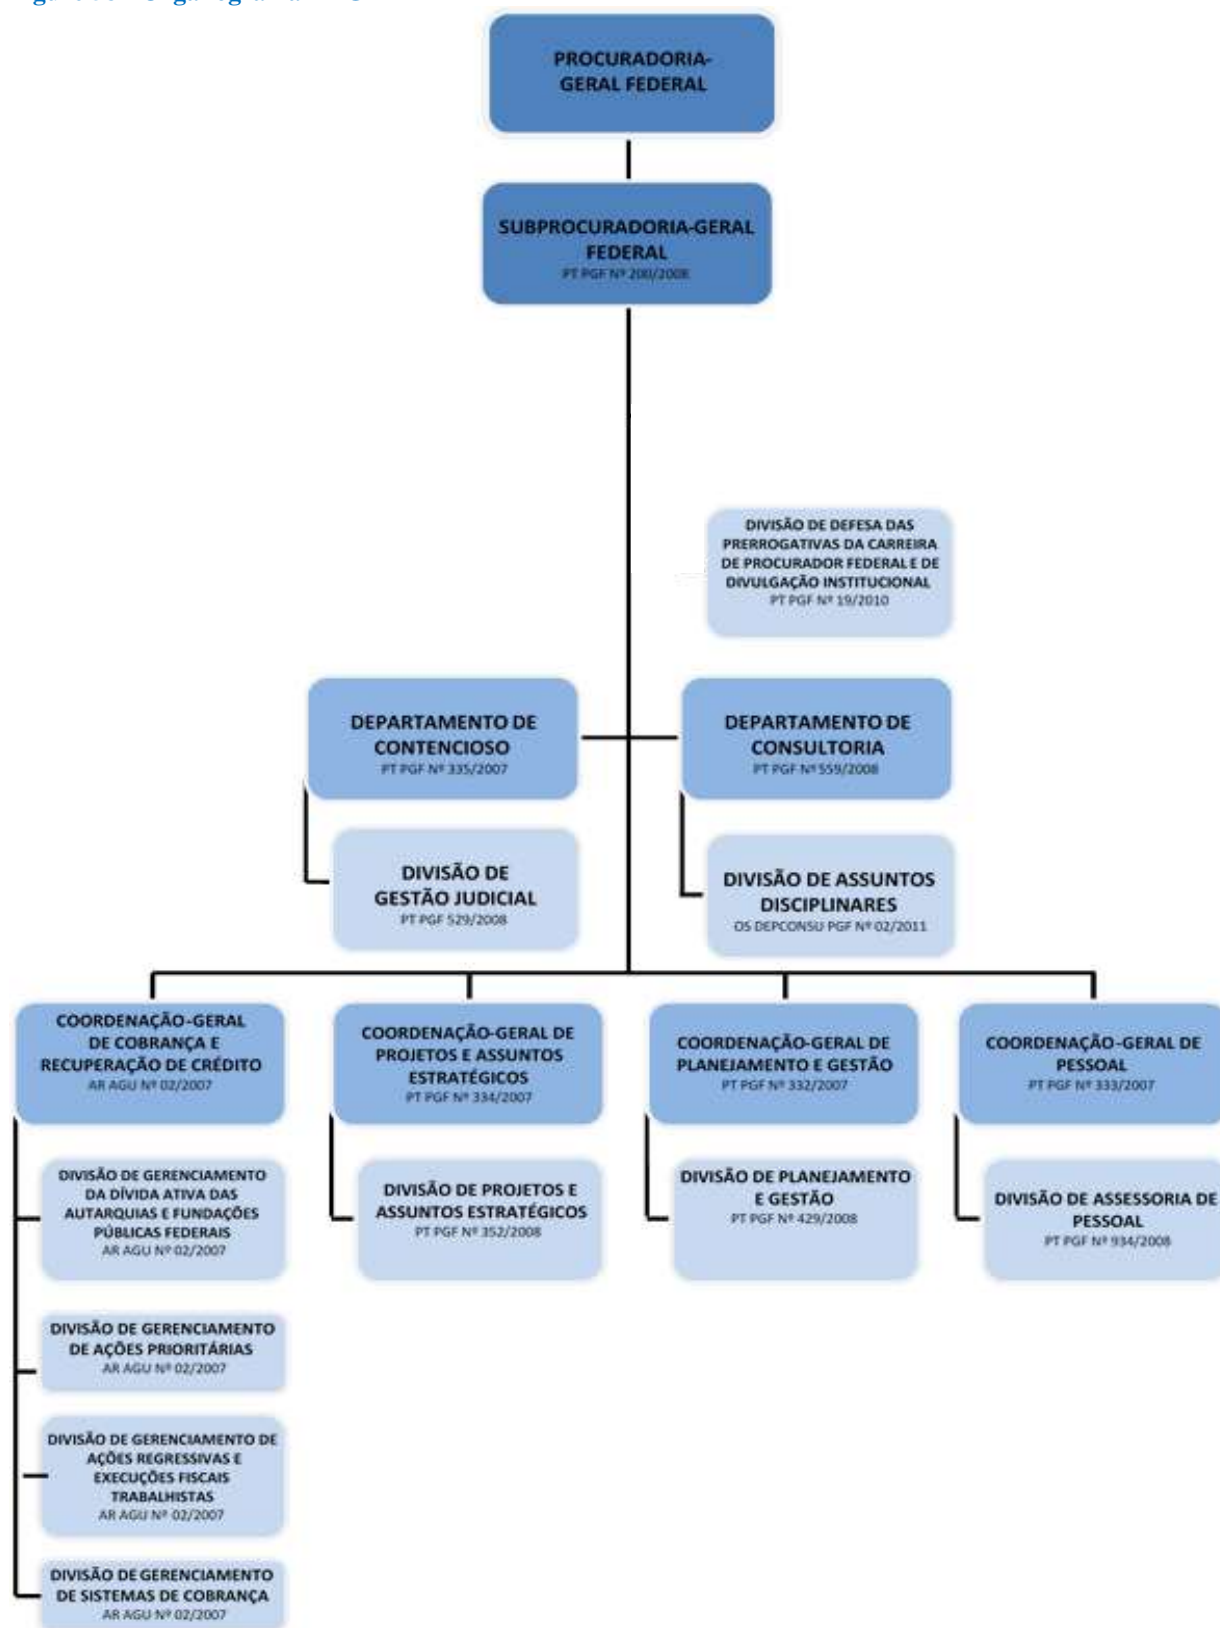 PROCURADORIA-
GERAL FEDERAL
SUBPROCURADORIA-GERAL
FEDERAL
PT PGF Nº 200/2008
DIVISÃO DE DEFESA DAS
PRERROGATIVAS DA CARREIRA
DE PROCURADOR FEDERAL E DE
DIVULGAÇÃO INSTITUCIONAL
PT PGF Nº 19/2010
DEPARTAMENTO DE
CONTENCIOSO
PT PGF Nº 335/2007
DEPARTAMENTO DE
CONSULTORIA
PT PGF Nº 559/2008
DIVISÃO DE
GESTÃO JUDICIAL
PT PGF 529/2008
DIVISÃO DE ASSUNTOS
DISCIPLINARES
OS DEPCONSU PGF Nº 02/2011
COORDENAÇÃO-GERAL
DE COBRANÇA E
RECUPERAÇÃO DE CRÉDITO
AR AGU Nº 02/2007
COORDENAÇÃO-GERAL DE
PROJETOS E ASSUNTOS
ESTRATÉGICOS
PT PGF Nº 334/2007
COORDENAÇÃO-GERAL DE
PLANEJAMENTO E GESTÃO
PT PGF Nº 332/2007
COORDENAÇÃO-GERAL DE
PESSOAL
PT PGF Nº 333/2007
DIVISÃO DE GERENCIAMENTO
DA DÍVIDA ATIVA DAS
AUTARQUIAS E FUNDAÇÕES
PÚBLICAS FEDERAIS
AR AGU Nº 02/2007
DIVISÃO DE PROJETOS E
ASSUNTOS ESTRATÉGICOS
PT PGF Nº 352/2008
DIVISÃO DE PLANEJAMENTO
E GESTÃO
PT PGF Nº 429/2008
DIVISÃO DE ASSESSORIA DE
PESSOAL
PT PGF Nº 934/2008
DIVISÃO DE GERENCIAMENTO
DE AÇÕES PRIORITÁRIAS
AR AGU Nº 02/2007
DIVISÃO DE GERENCIAMENTO DE
AÇÕES REGRESSIVAS E
EXECUÇÕES FISCAIS
TRABALHISTAS
AR AGU Nº 02/2007
DIVISÃO DE GERENCIAMENTO
DE SISTEMAS DE COBRANÇA
AR AGU Nº 02/2007